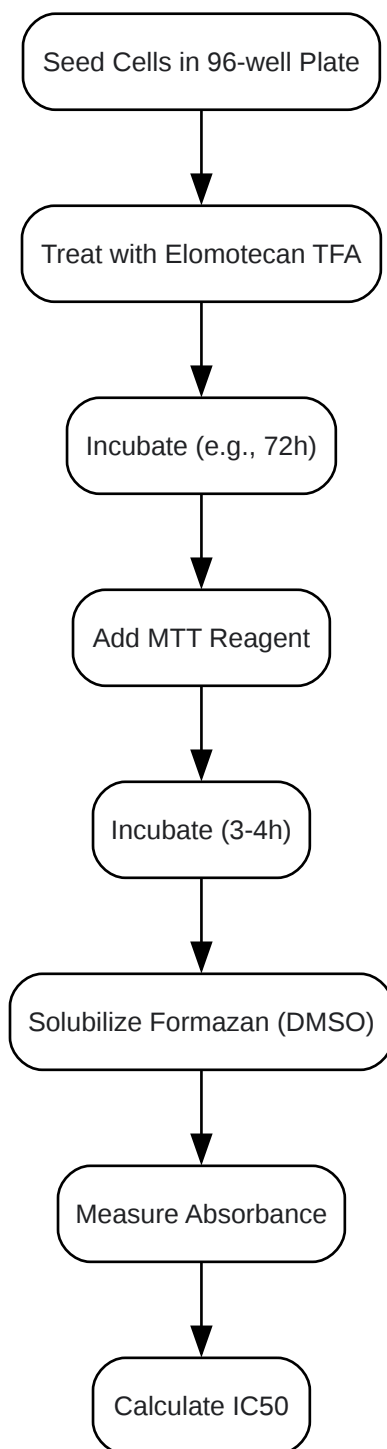 Seed Cells in 96-well Plate
Treat with Elomotecan TFA
Incubate (e.g., 72h)
Add MTT Reagent
Incubate (3-4h)
Solubilize Formazan (DMSO)
Measure Absorbance
Calculate IC50